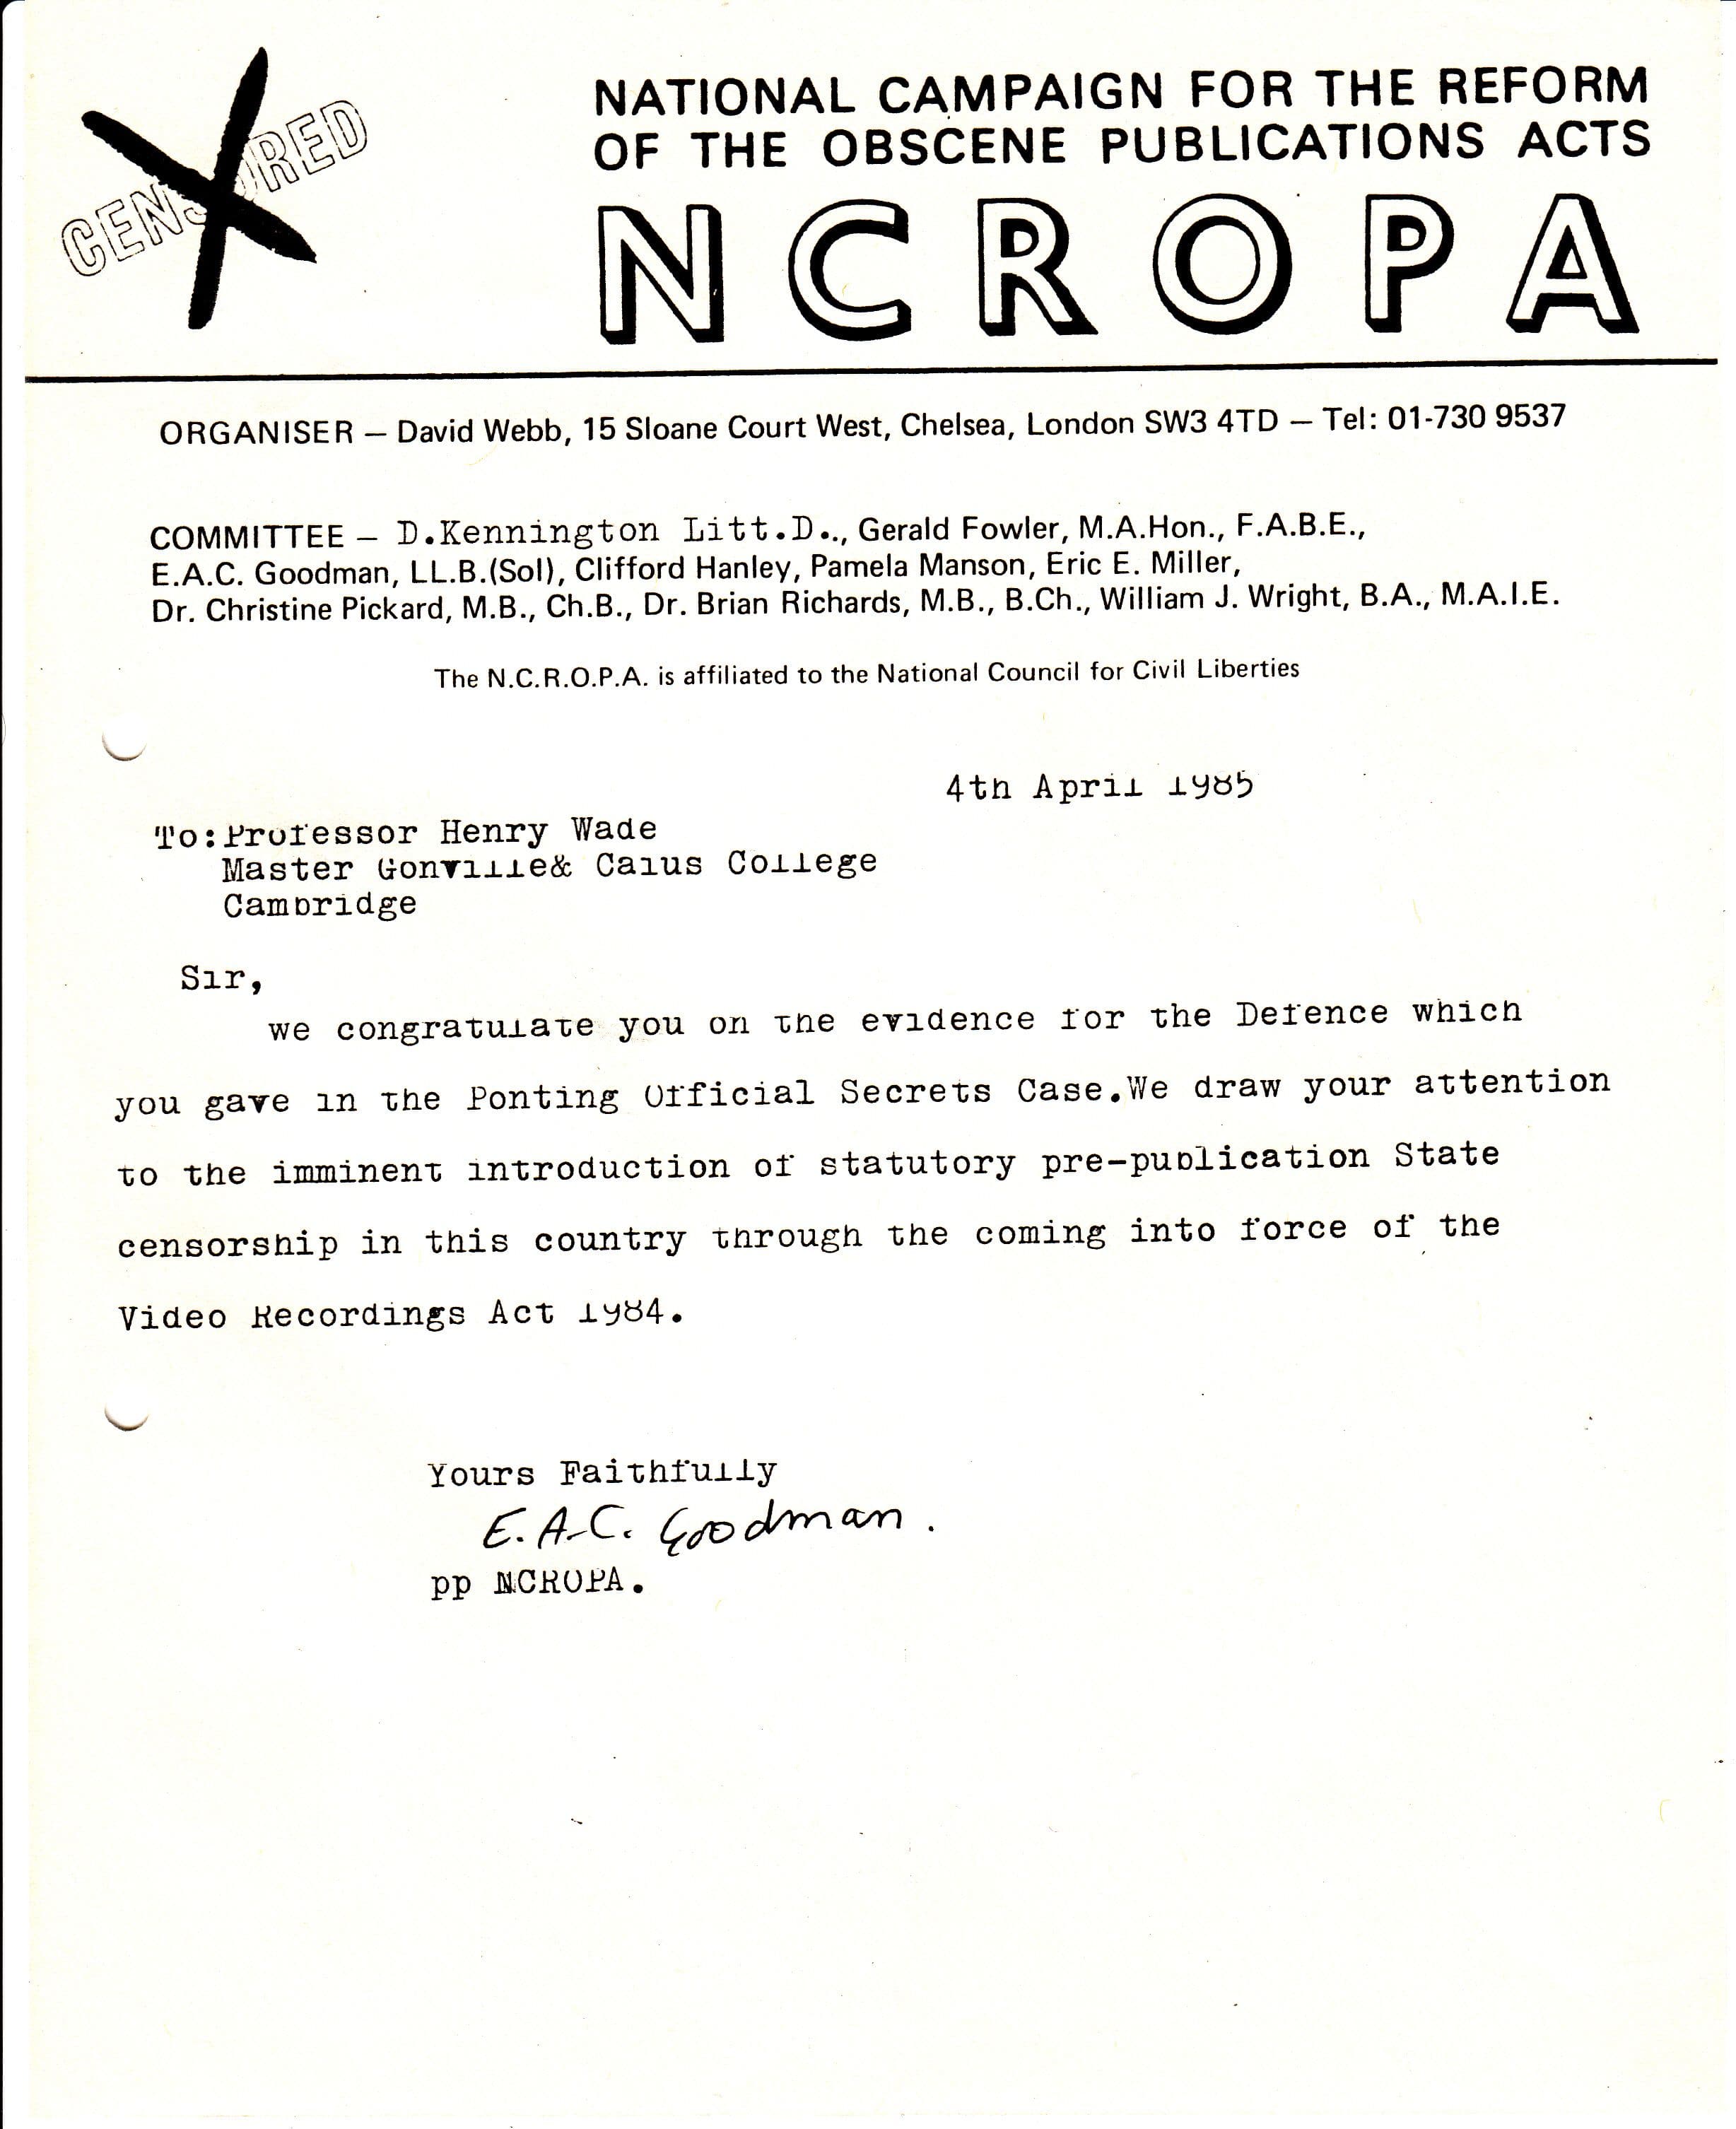 CENSORED
NATIONAL CAMPAIGN FOR THE REFORM
OF THE OBSCENE PUBLICATIONS ACTS
NCROPA
ORGANISER – David Webb, 15 Sloane Court West, Chelsea, London SW3 4TD – Tel: 01-730 9537
COMMITTEE – D.Kennington Litt.D.., Gerald Fowler, M.A.Hon., F.A.B.E.,
E.A.C. Goodman, LL.B.(Sol), Clifford Hanley, Pamela Manson, Eric E. Miller,
Dr. Christine Pickard, M.B., Ch.B., Dr. Brian Richards, M.B., B.Ch., William J. Wright, B.A., M.A.I.E.
The N.C.R.O.P.A. is affiliated to the National Council for Civil Liberties
4th April 1985
To:Professor Henry Wade
Master Gonville& Caius College
Cambridge
Sir,
we congratulate you on the evidence for the Defence which
you gave in the Ponting Official Secrets Case.We draw your attention
to the imminent introduction of statutory pre-publication State
censorship in this country through the coming into force of the
Video Recordings Act 1984.
Yours Faithfully
E.A.C. Goodman.
pp NCROPA.